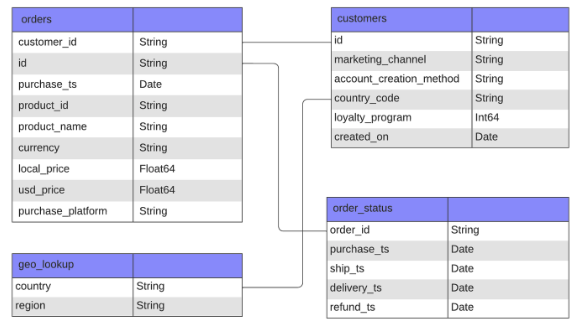 orders
customer_id String
id String
purchase_ts Date
product_id String
product_name String
currency String
local_price Float64
usd_price Float64
purchase_platform String
customers
id String
marketing_channel String
account_creation_method String
country_code String
loyalty_program Int64
created_on Date
geo_lookup
country String
region String
order_status
order_id String
purchase_ts Date
ship_ts Date
delivery_ts Date
refund_ts Date